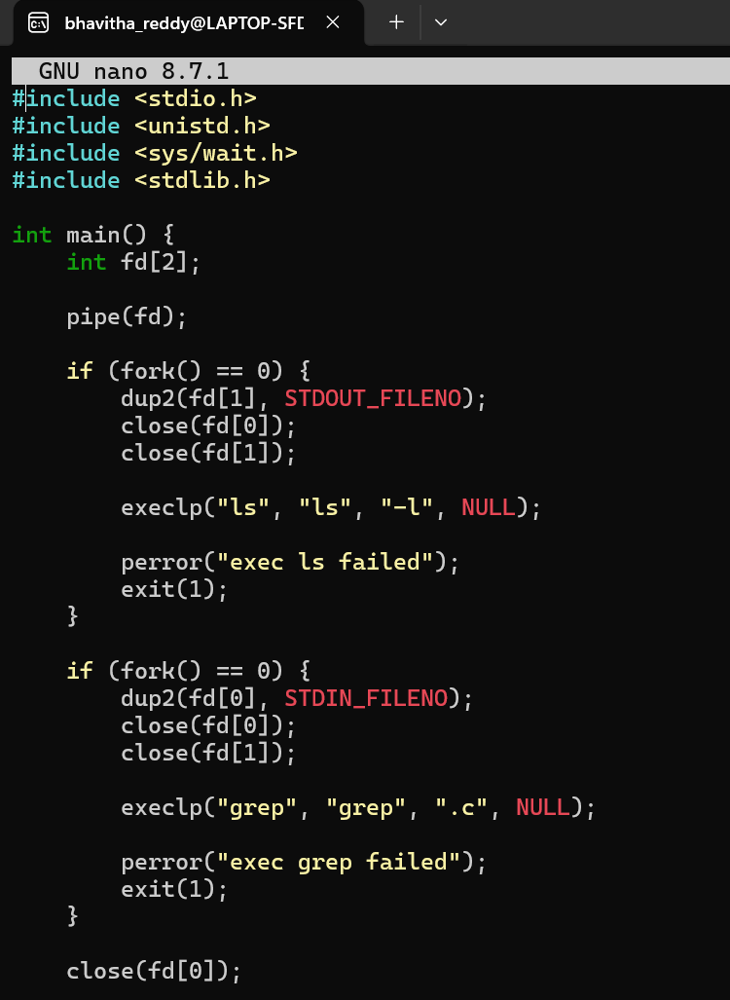 bhavitha_reddy@LAPTOP-SFD
GNU nano 8.7.1
#include <stdio.h>
#include <unistd.h>
#include <sys/wait.h>
#include <stdlib.h>

int main() {
    int fd[2];

    pipe(fd);

    if (fork() == 0) {
        dup2(fd[1], STDOUT_FILENO);
        close(fd[0]);
        close(fd[1]);

        execlp("ls", "ls", "-l", NULL);

        perror("exec ls failed");
        exit(1);
    }

    if (fork() == 0) {
        dup2(fd[0], STDIN_FILENO);
        close(fd[0]);
        close(fd[1]);

        execlp("grep", "grep", ".c", NULL);

        perror("exec grep failed");
        exit(1);
    }

    close(fd[0]);